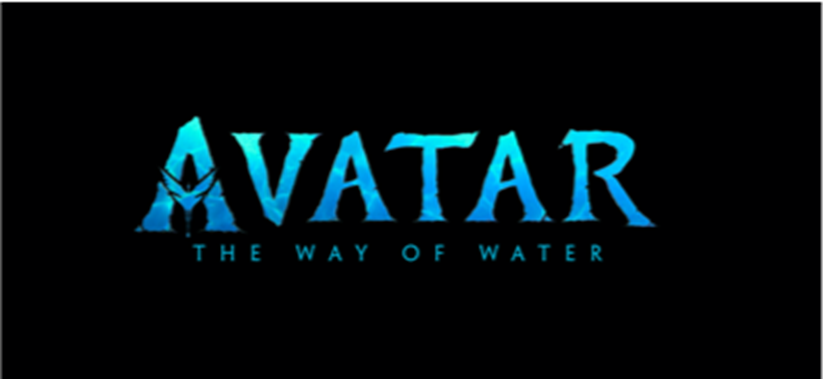 AVATAR
THE WAY OF WATER